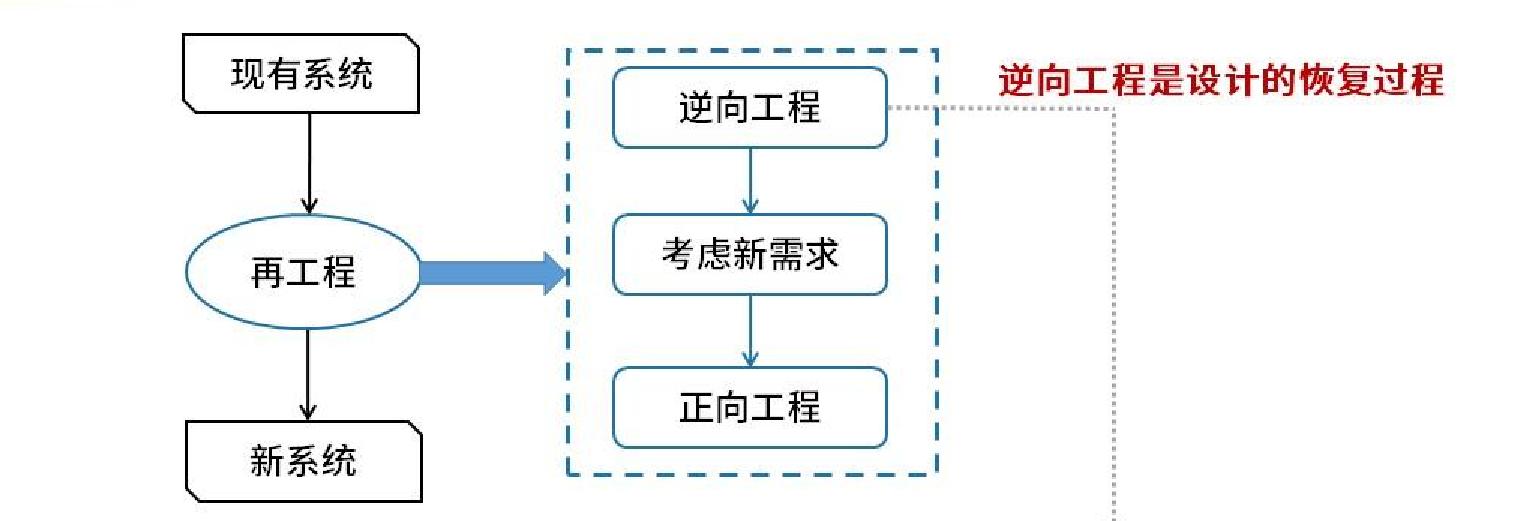 现有系统
再工程
新系统
逆向工程
考虑新需求
正向工程
逆向工程是设计的恢复过程